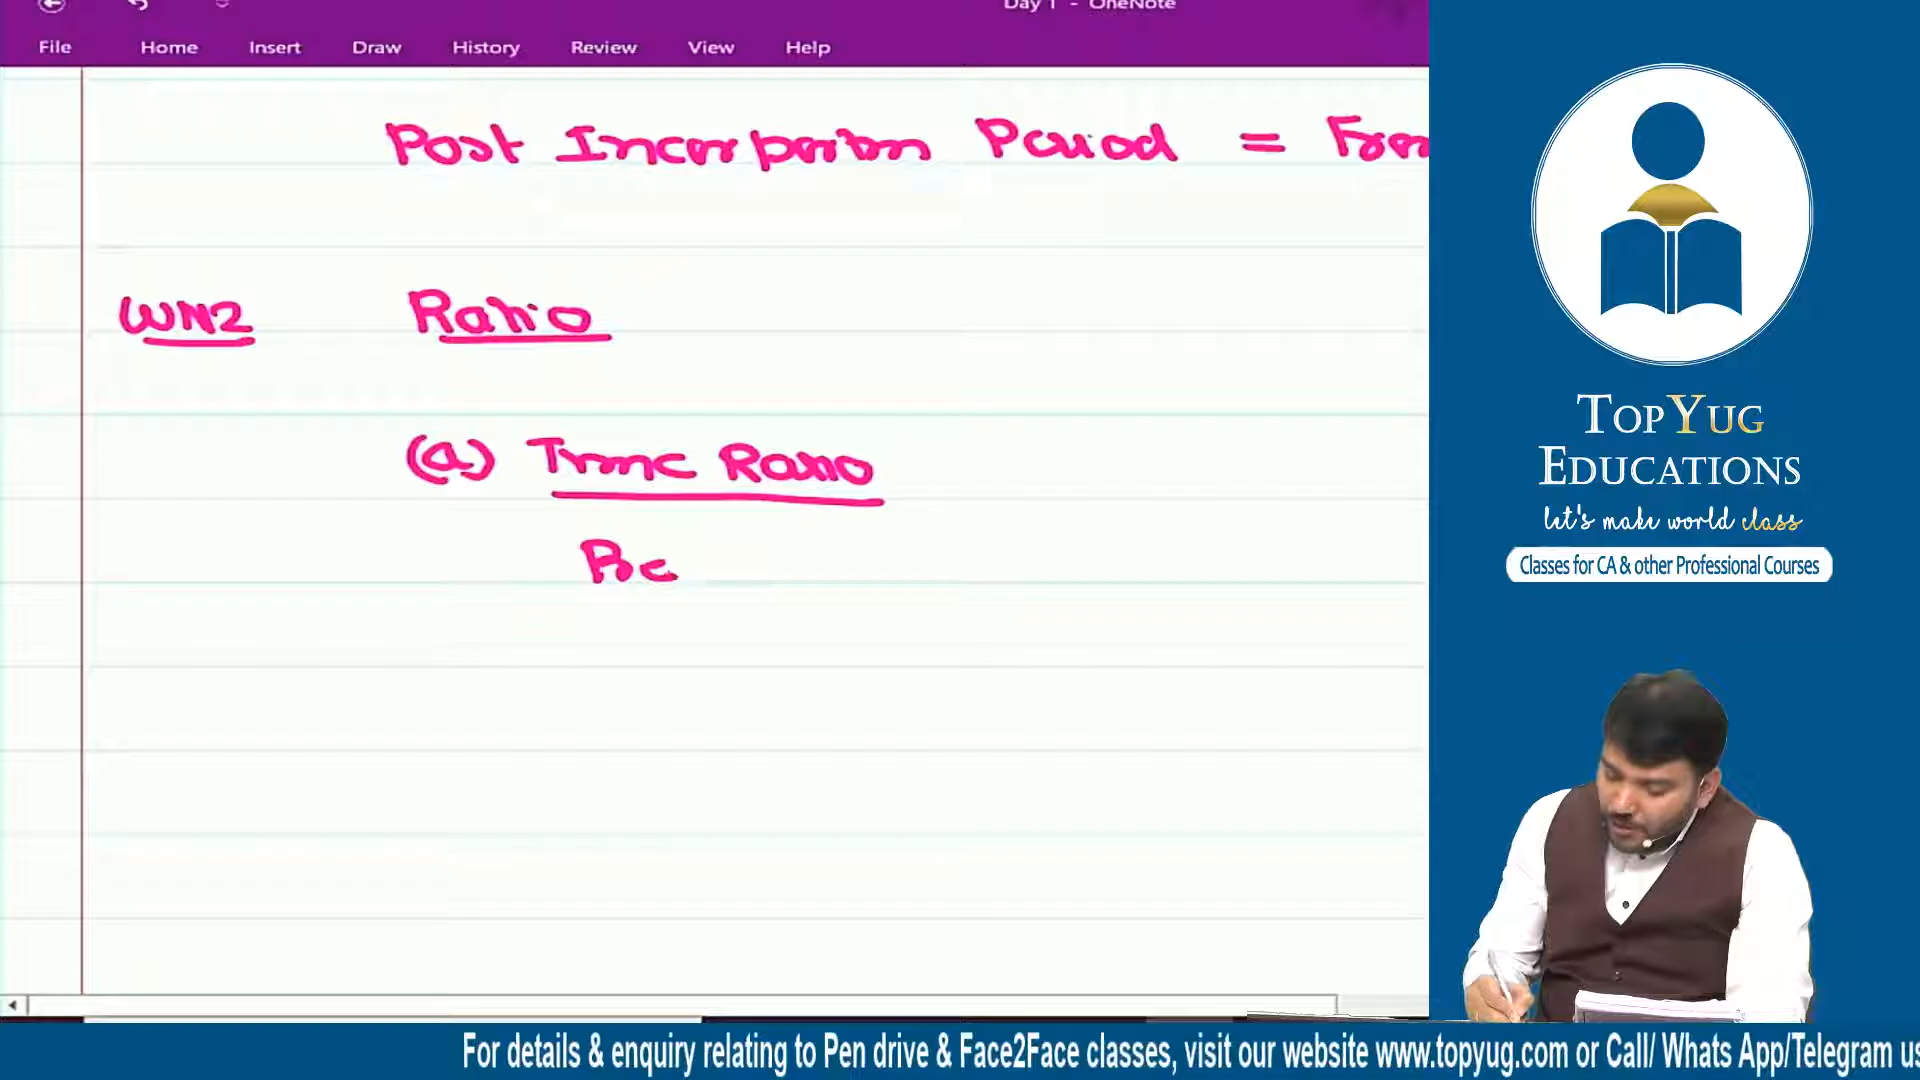 Day 1 - OneNote
File Home Insert Draw History Review View Help
Post Incorporation Period = From
WN2 Ratio
(a) Time Ratio
Pre
TOPYUG
EDUCATIONS
let's make world class
Classes for CA & other Professional Courses
For details & enquiry relating to Pen drive & Face2Face classes, visit our website www.topyug.com or Call/ Whats App/Telegram us